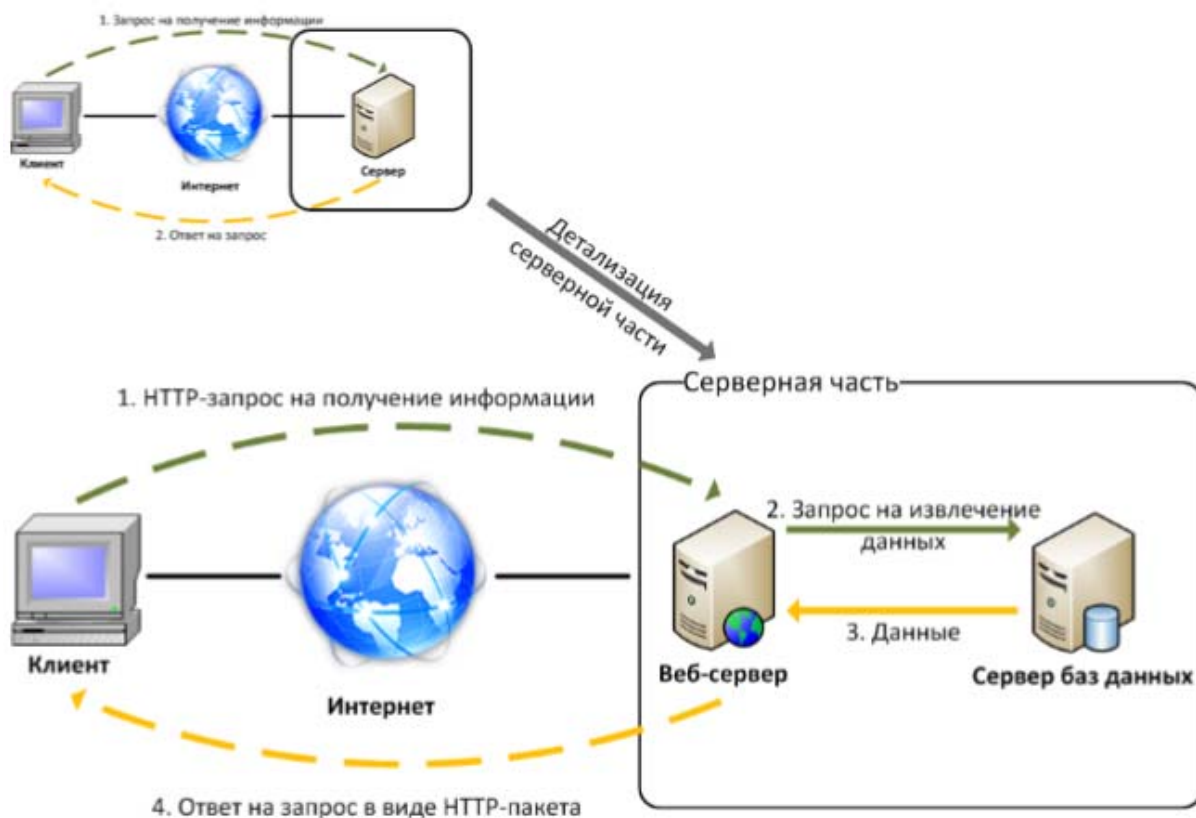 1. Запрос на получение информации
Клиент
Интернет
Сервер
2. Ответ на запрос
Детализация
серверной части
Серверная часть
1. HTTP-запрос на получение информации
2. Запрос на извлечение
данных
3. Данные
Клиент
Интернет
Веб-сервер
Сервер баз данных
4. Ответ на запрос в виде HTTP-пакета